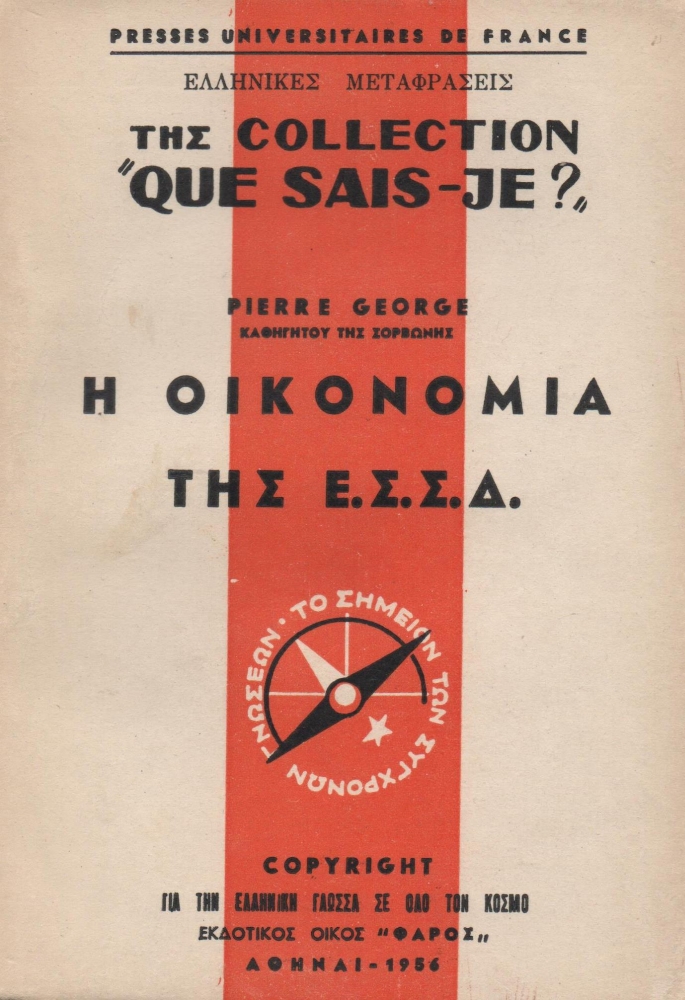 PRESSES UNIVERSITAIRES DE FRANCE
ΕΛΛΗΝΙΚΕΣ ΜΕΤΑΦΡΑΣΕΙΣ
ΤΗΣ COLLECTION
"QUE SAIS-JE?„
PIERRE GEORGE
ΚΑΘΗΓΗΤΟΥ ΤΗΣ ΣΟΡΒΩΝΗΣ
Η ΟΙΚΟΝΟΜΙΑ
ΤΗΣ Ε.Σ.Σ.Δ.
ΤΟ ΣΗΜΕΙΟΝ ΤΩΝ ΣΥΓΧΡΟΝΩΝ ΓΝΩΣΕΩΝ ·
COPYRIGHT
ΓΙΑ ΤΗΝ ΕΛΛΗΝΙΚΗ ΓΛΩΣΣΑ ΣΕ ΟΛΟ ΤΟΝ ΚΟΣΜΟ
ΕΚΔΟΤΙΚΟΣ ΟΙΚΟΣ "ΦΑΡΟΣ„
ΑΘΗΝΑΙ-1956